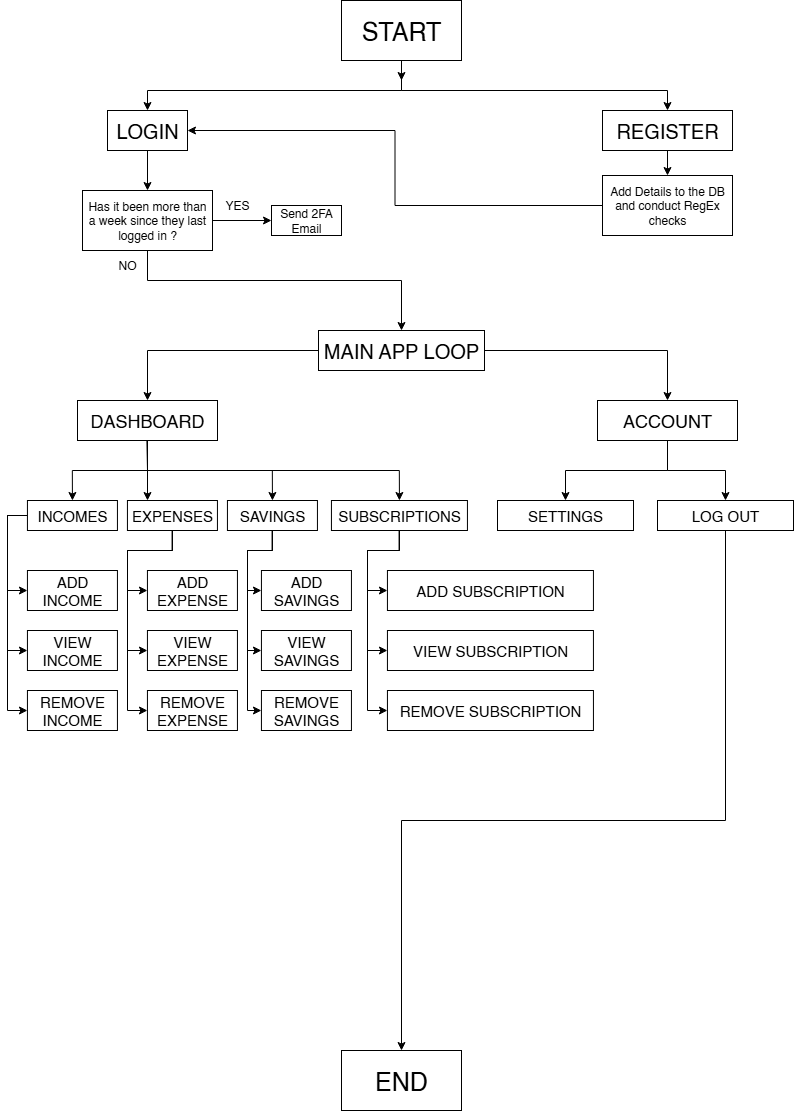 START
LOGIN
REGISTER
Has it been more than
a week since they last
logged in ?
YES
Send 2FA
Email
Add Details to the DB
and conduct RegEx
checks
NO
MAIN APP LOOP
DASHBOARD
ACCOUNT
INCOMES
EXPENSES
SAVINGS
SUBSCRIPTIONS
SETTINGS
LOG OUT
ADD
INCOME
ADD
EXPENSE
ADD
SAVINGS
ADD SUBSCRIPTION
VIEW
INCOME
VIEW
EXPENSE
VIEW
SAVINGS
VIEW SUBSCRIPTION
REMOVE
INCOME
REMOVE
EXPENSE
REMOVE
SAVINGS
REMOVE SUBSCRIPTION
END